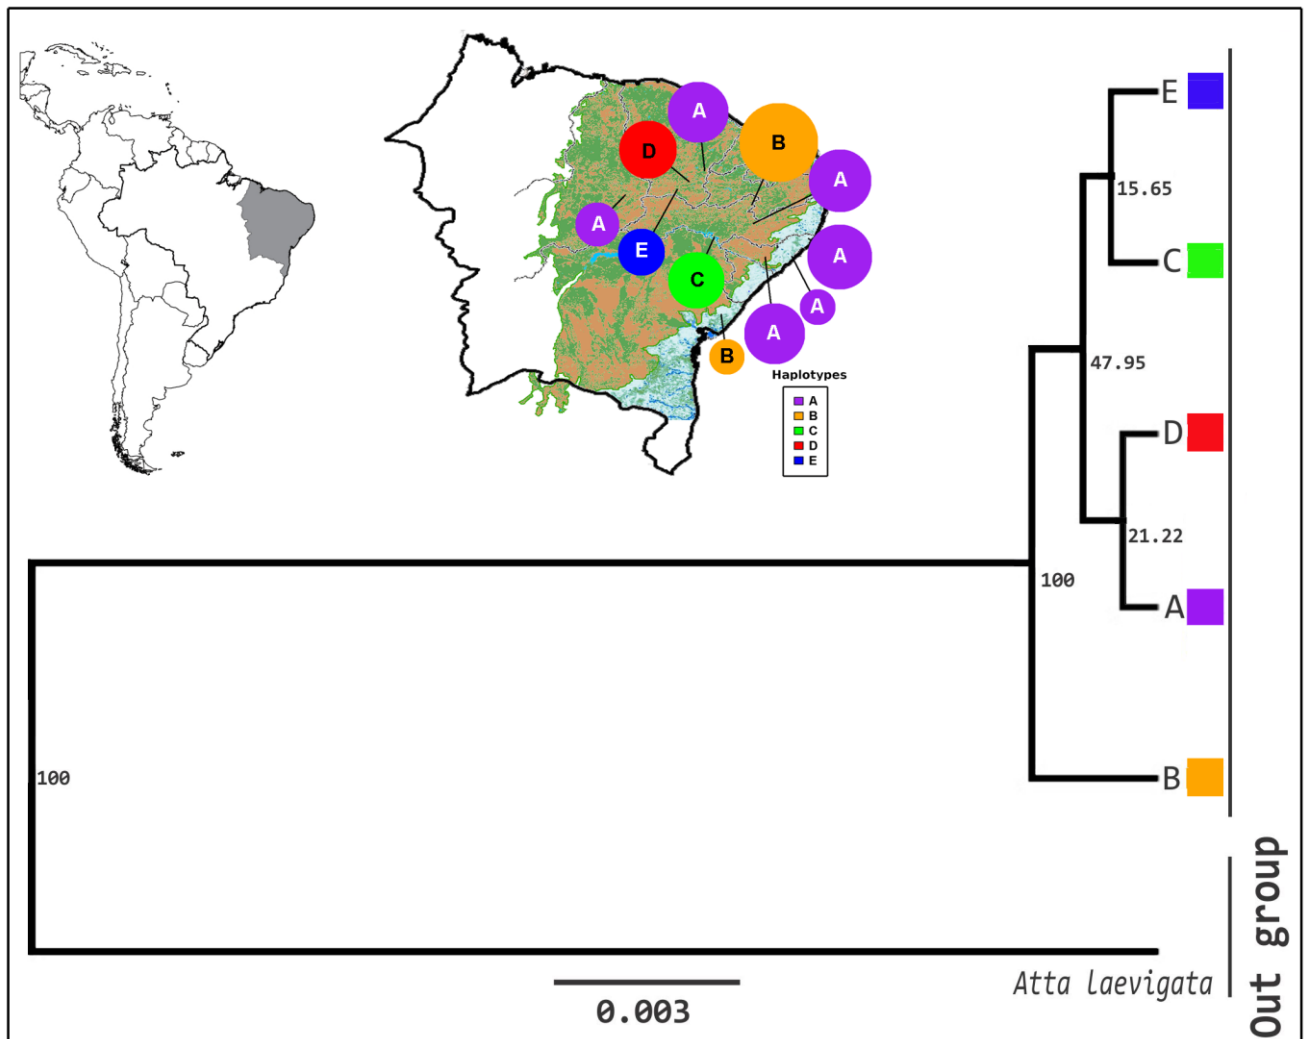 A
D
B
A
A
E
C
A
A
A
B
Haplotypes
A
B
C
D
E
E
15.65
C
47.95
D
21.22
100
A
100
B
Out group
Atta laevigata
0.003